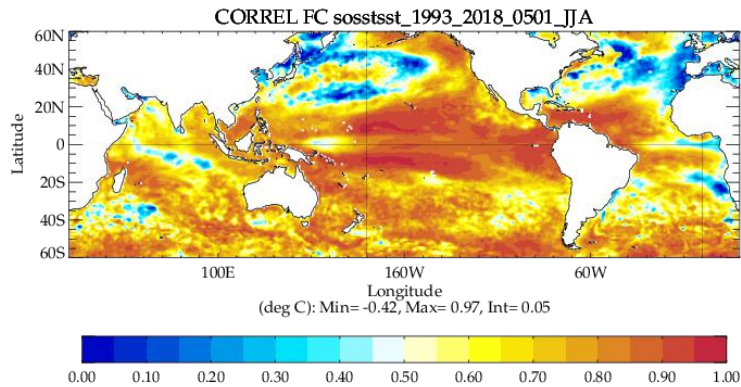 CORREL FC sosstsst_1993_2018_0501_JJA
60N
40N
20N
0
20S
40S
60S
Latitude
100E 160W 60W
Longitude
(deg C): Min= -0.42, Max= 0.97, Int= 0.05
0.00 0.10 0.20 0.30 0.40 0.50 0.60 0.70 0.80 0.90 1.00